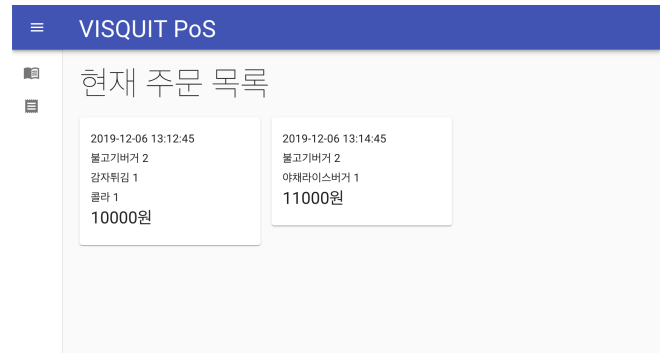 VISQUIT PoS
현재 주문 목록
2019-12-06 13:12:45
불고기버거 2
감자튀김 1
콜라 1
10000원
2019-12-06 13:14:45
불고기버거 2
야채라이스버거 1
11000원